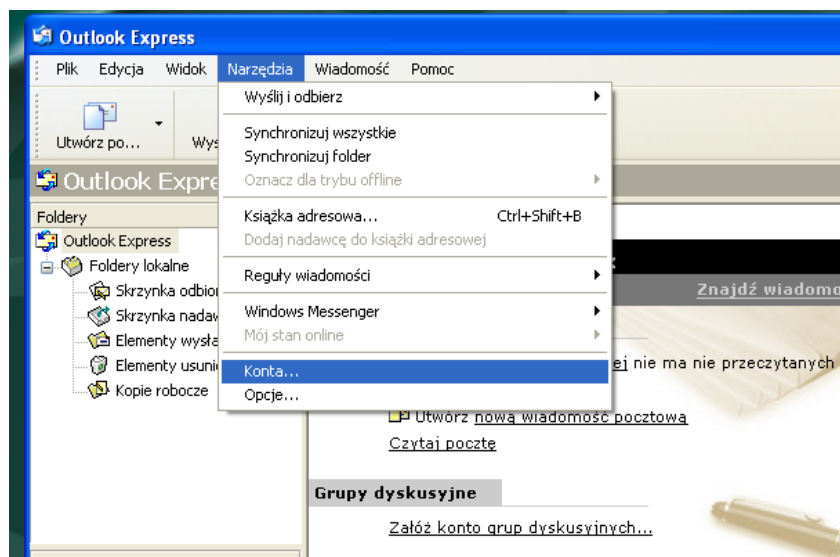 Outlook Express
Plik Edycja Widok Narzędzia Wiadomość Pomoc
Utwórz po...
Wyślij i odbierz
Synchronizuj wszystkie
Synchronizuj folder
Oznacz dla trybu offline
Książka adresowa... Ctrl+Shift+B
Dodaj nadawcę do książki adresowej
Reguły wiadomości
Windows Messenger
Mój stan online
Konta...
Opcje...
Outlook Expre
Foldery
Outlook Express
Foldery lokalne
Skrzynka odbior
Skrzynka nadaw
Elementy wysła
Elementy usuni
Kopie robocze
Znajdź wiadomo
ej nie ma nie przeczytanych
Utwórz nową wiadomość pocztową
Czytaj pocztę
Grupy dyskusyjne
Załóż konto grup dyskusyjnych...